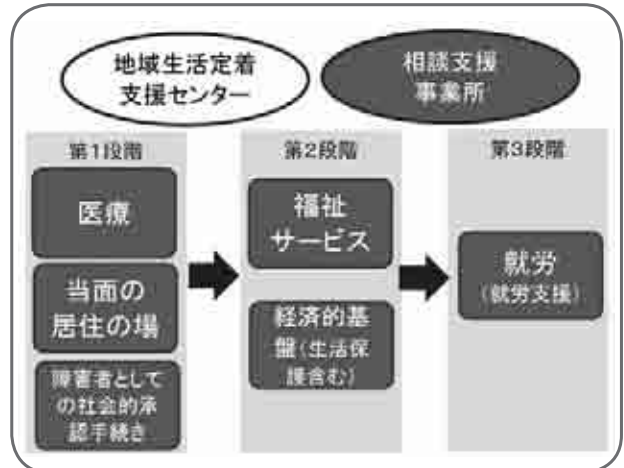 地域生活定着
支援センター
相談支援
事業所
第1段階
医療
当面の
居住の場
障害者として
の社会的承
認手続き
第2段階
福祉
サービス
経済的基
盤(生活保
護含む)
第3段階
就労
(就労支援)